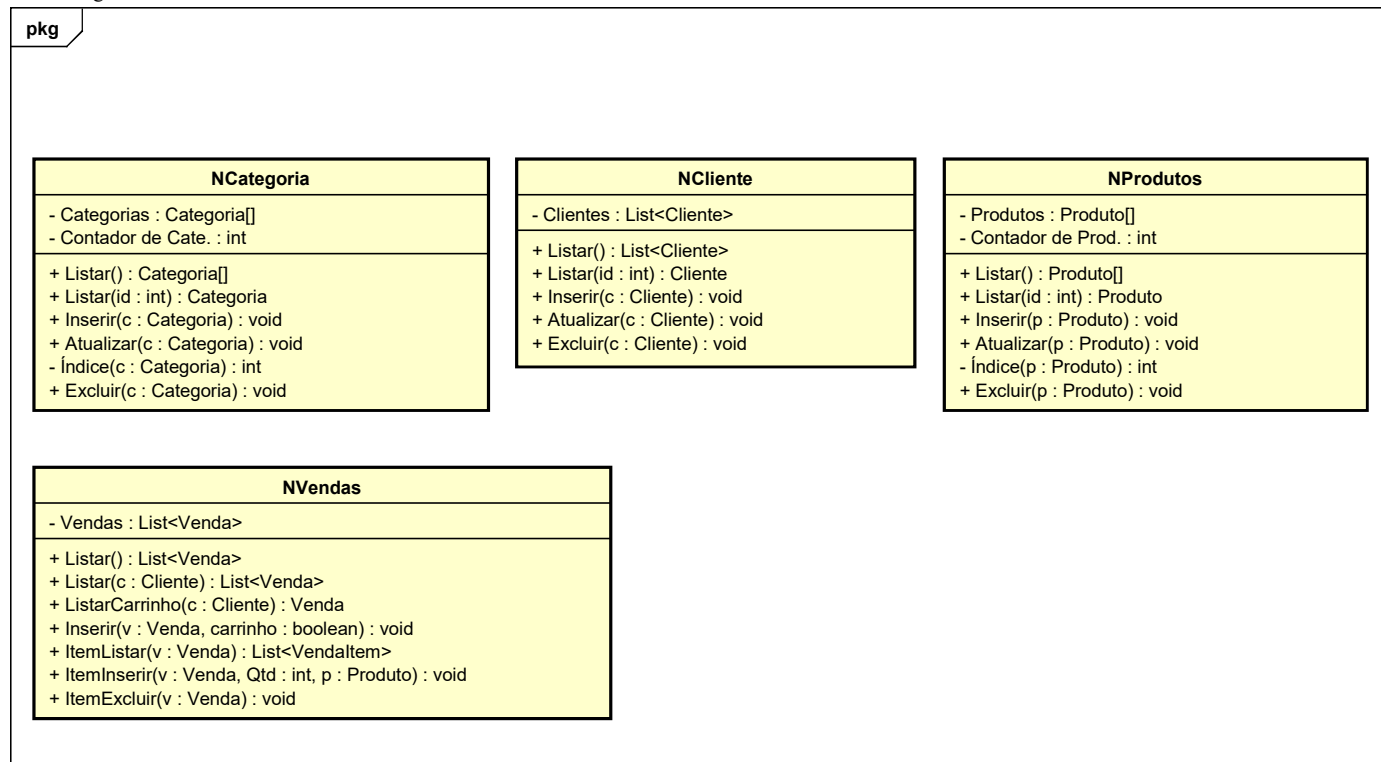 pkg
NCategoria
- Categorias : Categoria[]
- Contador de Cate. : int
+ Listar() : Categoria[]
+ Listar(id : int) : Categoria
+ Inserir(c : Categoria) : void
+ Atualizar(c : Categoria) : void
- Índice(c : Categoria) : int
+ Excluir(c : Categoria) : void
NCliente
- Clientes : List<Cliente>
+ Listar() : List<Cliente>
+ Listar(id : int) : Cliente
+ Inserir(c : Cliente) : void
+ Atualizar(c : Cliente) : void
+ Excluir(c : Cliente) : void
NProdutos
- Produtos : Produto[]
- Contador de Prod. : int
+ Listar() : Produto[]
+ Listar(id : int) : Produto
+ Inserir(p : Produto) : void
+ Atualizar(p : Produto) : void
- Índice(p : Produto) : int
+ Excluir(p : Produto) : void
NVendas
- Vendas : List<Venda>
+ Listar() : List<Venda>
+ Listar(c : Cliente) : List<Venda>
+ ListarCarrinho(c : Cliente) : Venda
+ Inserir(v : Venda, carrinho : boolean) : void
+ ItemListar(v : Venda) : List<VendaItem>
+ ItemInserir(v : Venda, Qtd : int, p : Produto) : void
+ ItemExcluir(v : Venda) : void